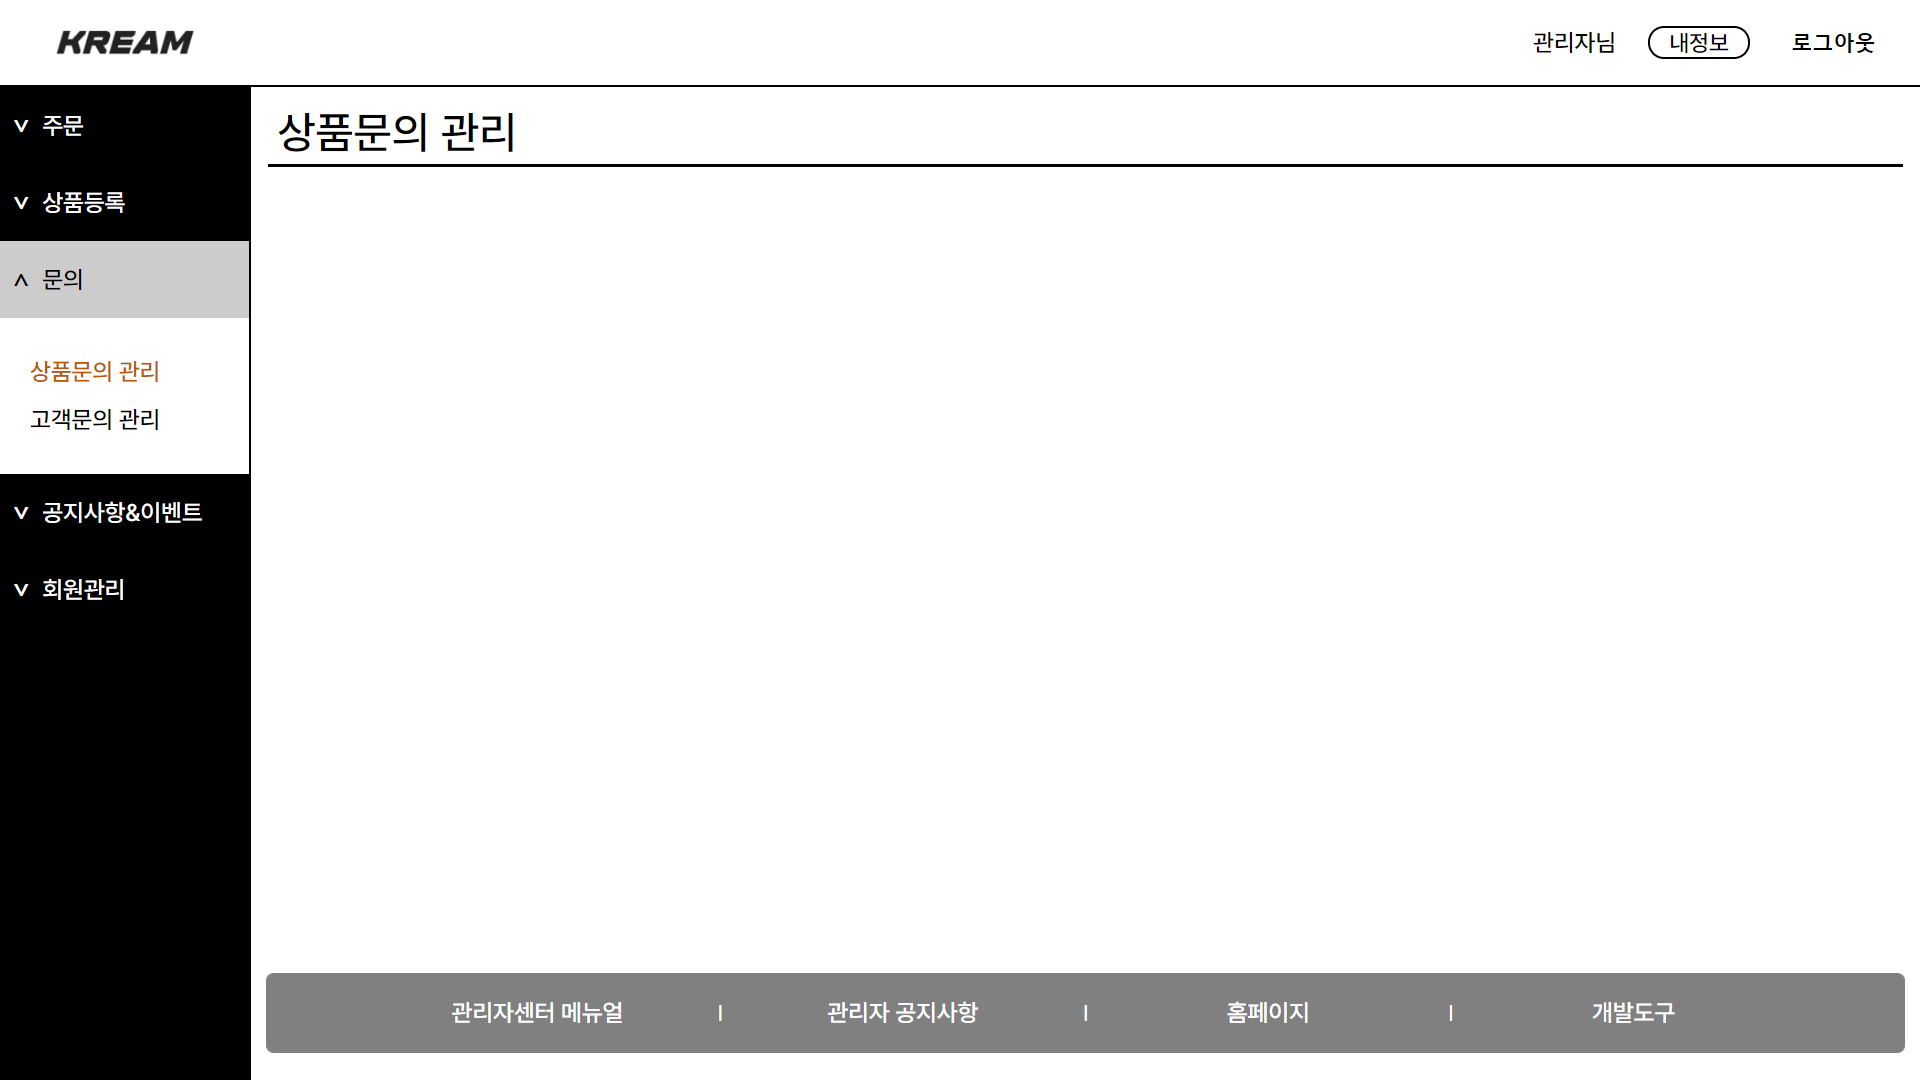 KREAM
관리자님 내정보 로그아웃
주문
상품등록
문의
상품문의 관리
고객문의 관리
공지사항&이벤트
회원관리
상품문의 관리
관리자센터 메뉴얼 | 관리자 공지사항 | 홈페이지 | 개발도구